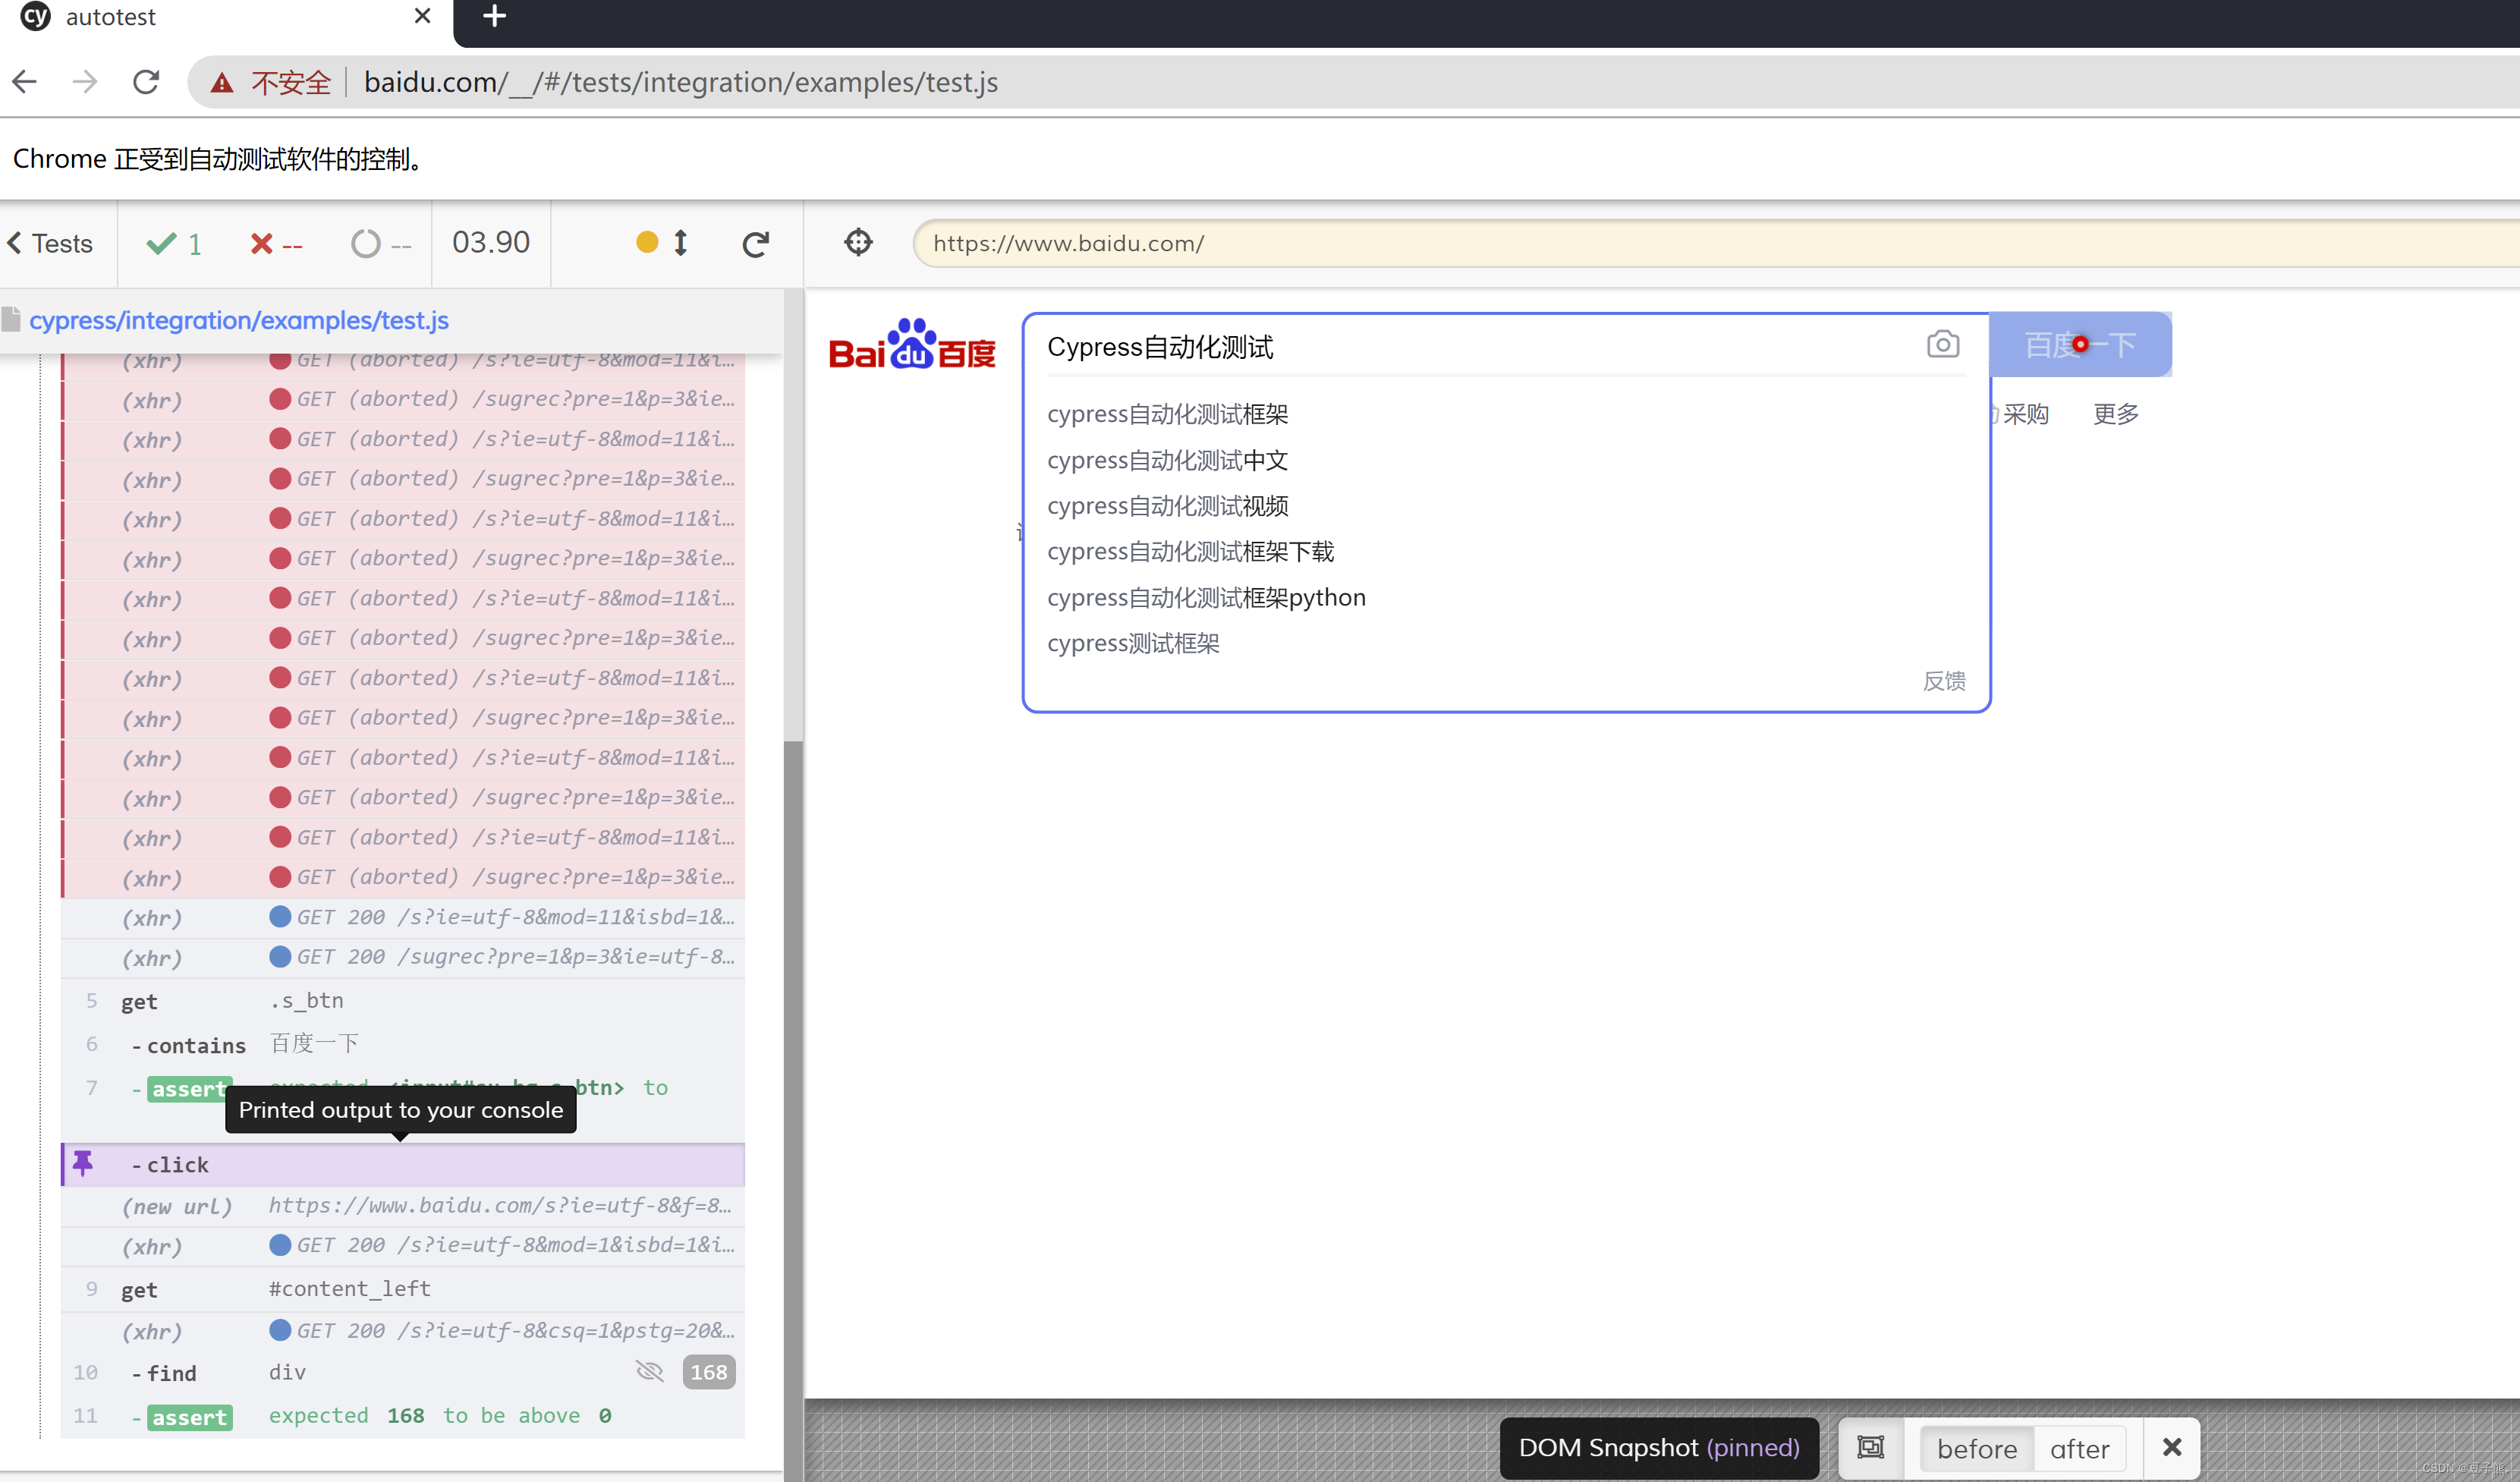 cy autotest
不安全 baidu.com/__/#/tests/integration/examples/test.js
Chrome 正受到自动测试软件的控制。
Tests 1 -- -- 03.90
https://www.baidu.com/
cypress/integration/examples/test.js
(xhr) GET (aborted) /s?ie=utf-8&mod=11&i…
(xhr) GET (aborted) /sugrec?pre=1&p=3&ie…
(xhr) GET (aborted) /s?ie=utf-8&mod=11&i…
(xhr) GET (aborted) /sugrec?pre=1&p=3&ie…
(xhr) GET (aborted) /s?ie=utf-8&mod=11&i…
(xhr) GET (aborted) /sugrec?pre=1&p=3&ie…
(xhr) GET (aborted) /s?ie=utf-8&mod=11&i…
(xhr) GET (aborted) /sugrec?pre=1&p=3&ie…
(xhr) GET (aborted) /s?ie=utf-8&mod=11&i…
(xhr) GET (aborted) /sugrec?pre=1&p=3&ie…
(xhr) GET (aborted) /s?ie=utf-8&mod=11&i…
(xhr) GET (aborted) /sugrec?pre=1&p=3&ie…
(xhr) GET (aborted) /s?ie=utf-8&mod=11&i…
(xhr) GET (aborted) /sugrec?pre=1&p=3&ie…
(xhr) GET 200 /s?ie=utf-8&mod=11&isbd=1&…
(xhr) GET 200 /sugrec?pre=1&p=3&ie=utf-8…
5 get .s_btn
6 -contains 百度一下
7 -assert expected btn> to
Printed output to your console
-click
(new url) https://www.baidu.com/s?ie=utf-8&f=8…
(xhr) GET 200 /s?ie=utf-8&mod=1&isbd=1&i…
9 get #content_left
(xhr) GET 200 /s?ie=utf-8&csq=1&pstg=20&…
10 -find div 168
11 -assert expected 168 to be above 0
Bai du 百度
Cypress自动化测试
百度一下
cypress自动化测试框架
采购 更多
cypress自动化测试中文
cypress自动化测试视频
cypress自动化测试框架下载
cypress自动化测试框架python
cypress测试框架
反馈
DOM Snapshot (pinned) before after
CSDN @豆子熊